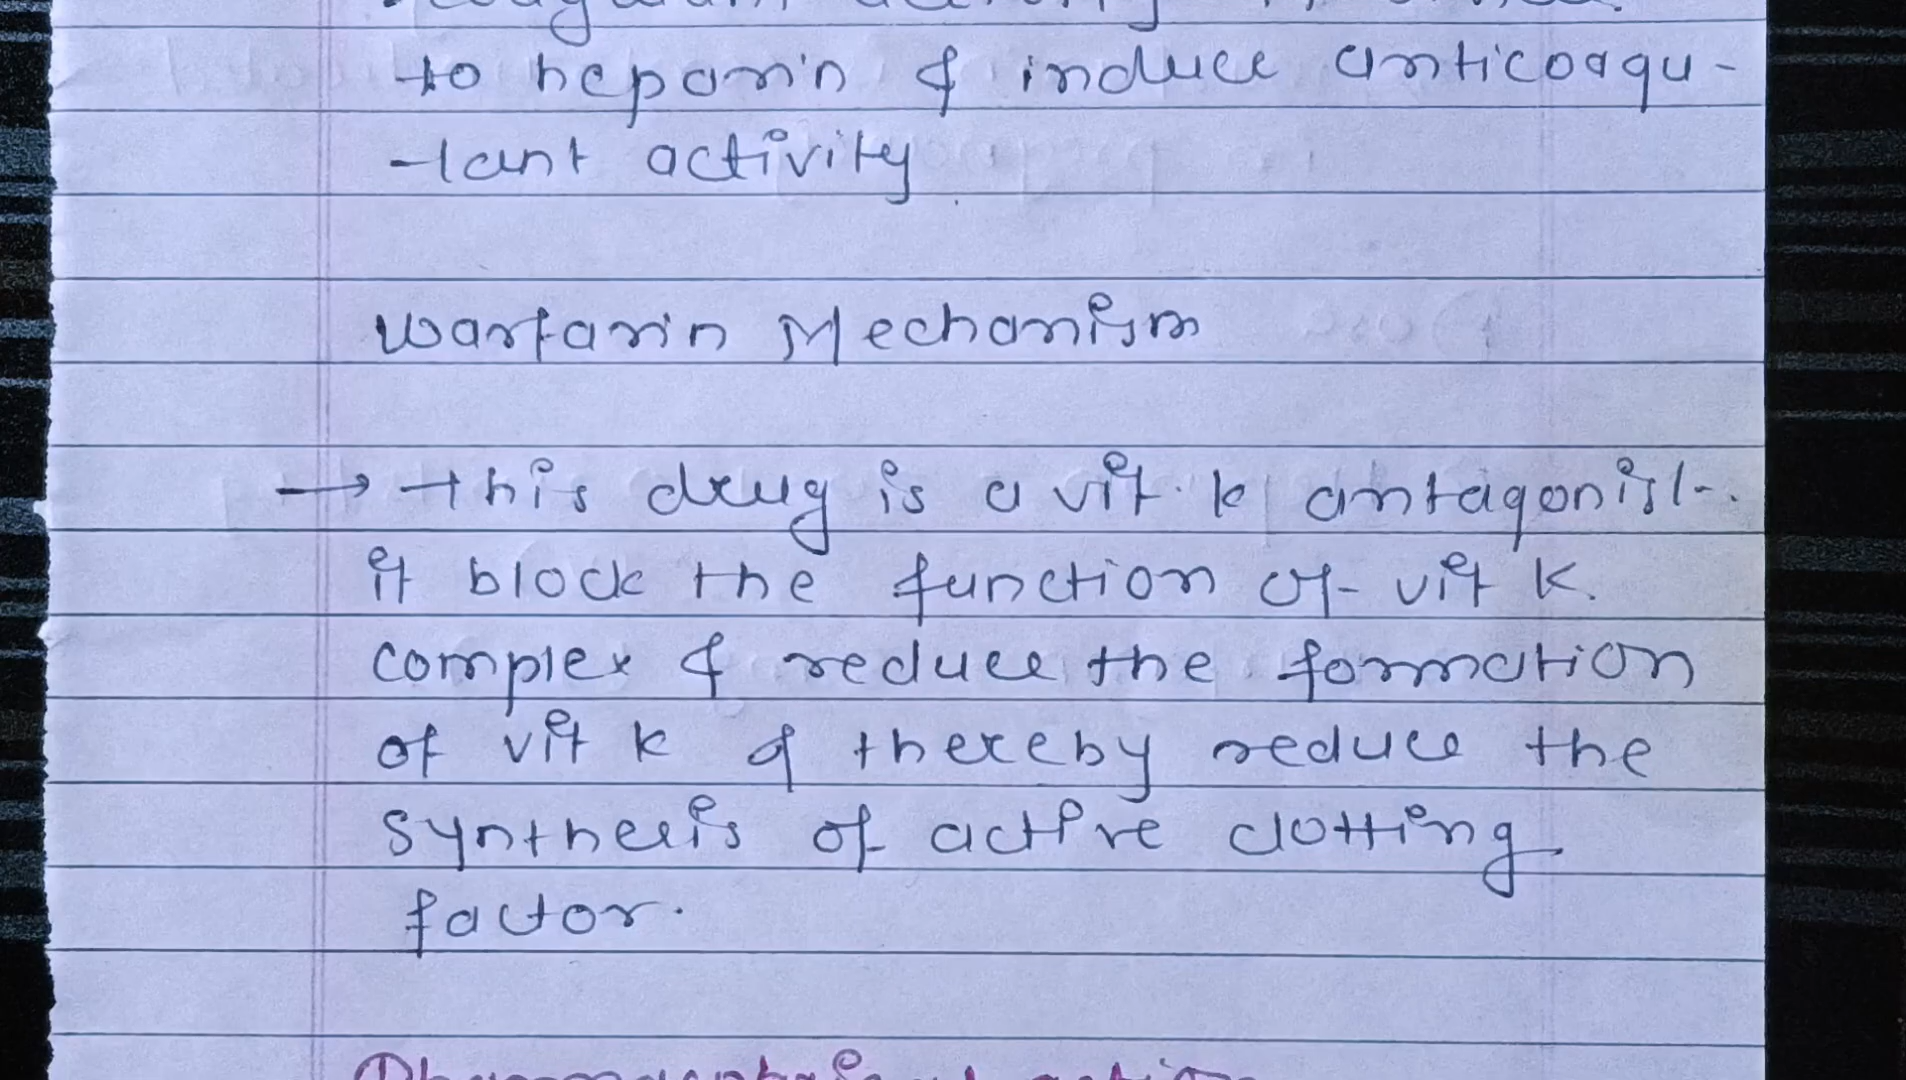 to heparin & induce anticoagu-
-lant activity
Warfarin Mechanism
→ This drug is a vit. k antagonist.
it block the function of vit K.
complex & reduce the formation
of vit k & thereby reduce the
synthesis of active clotting
factor.